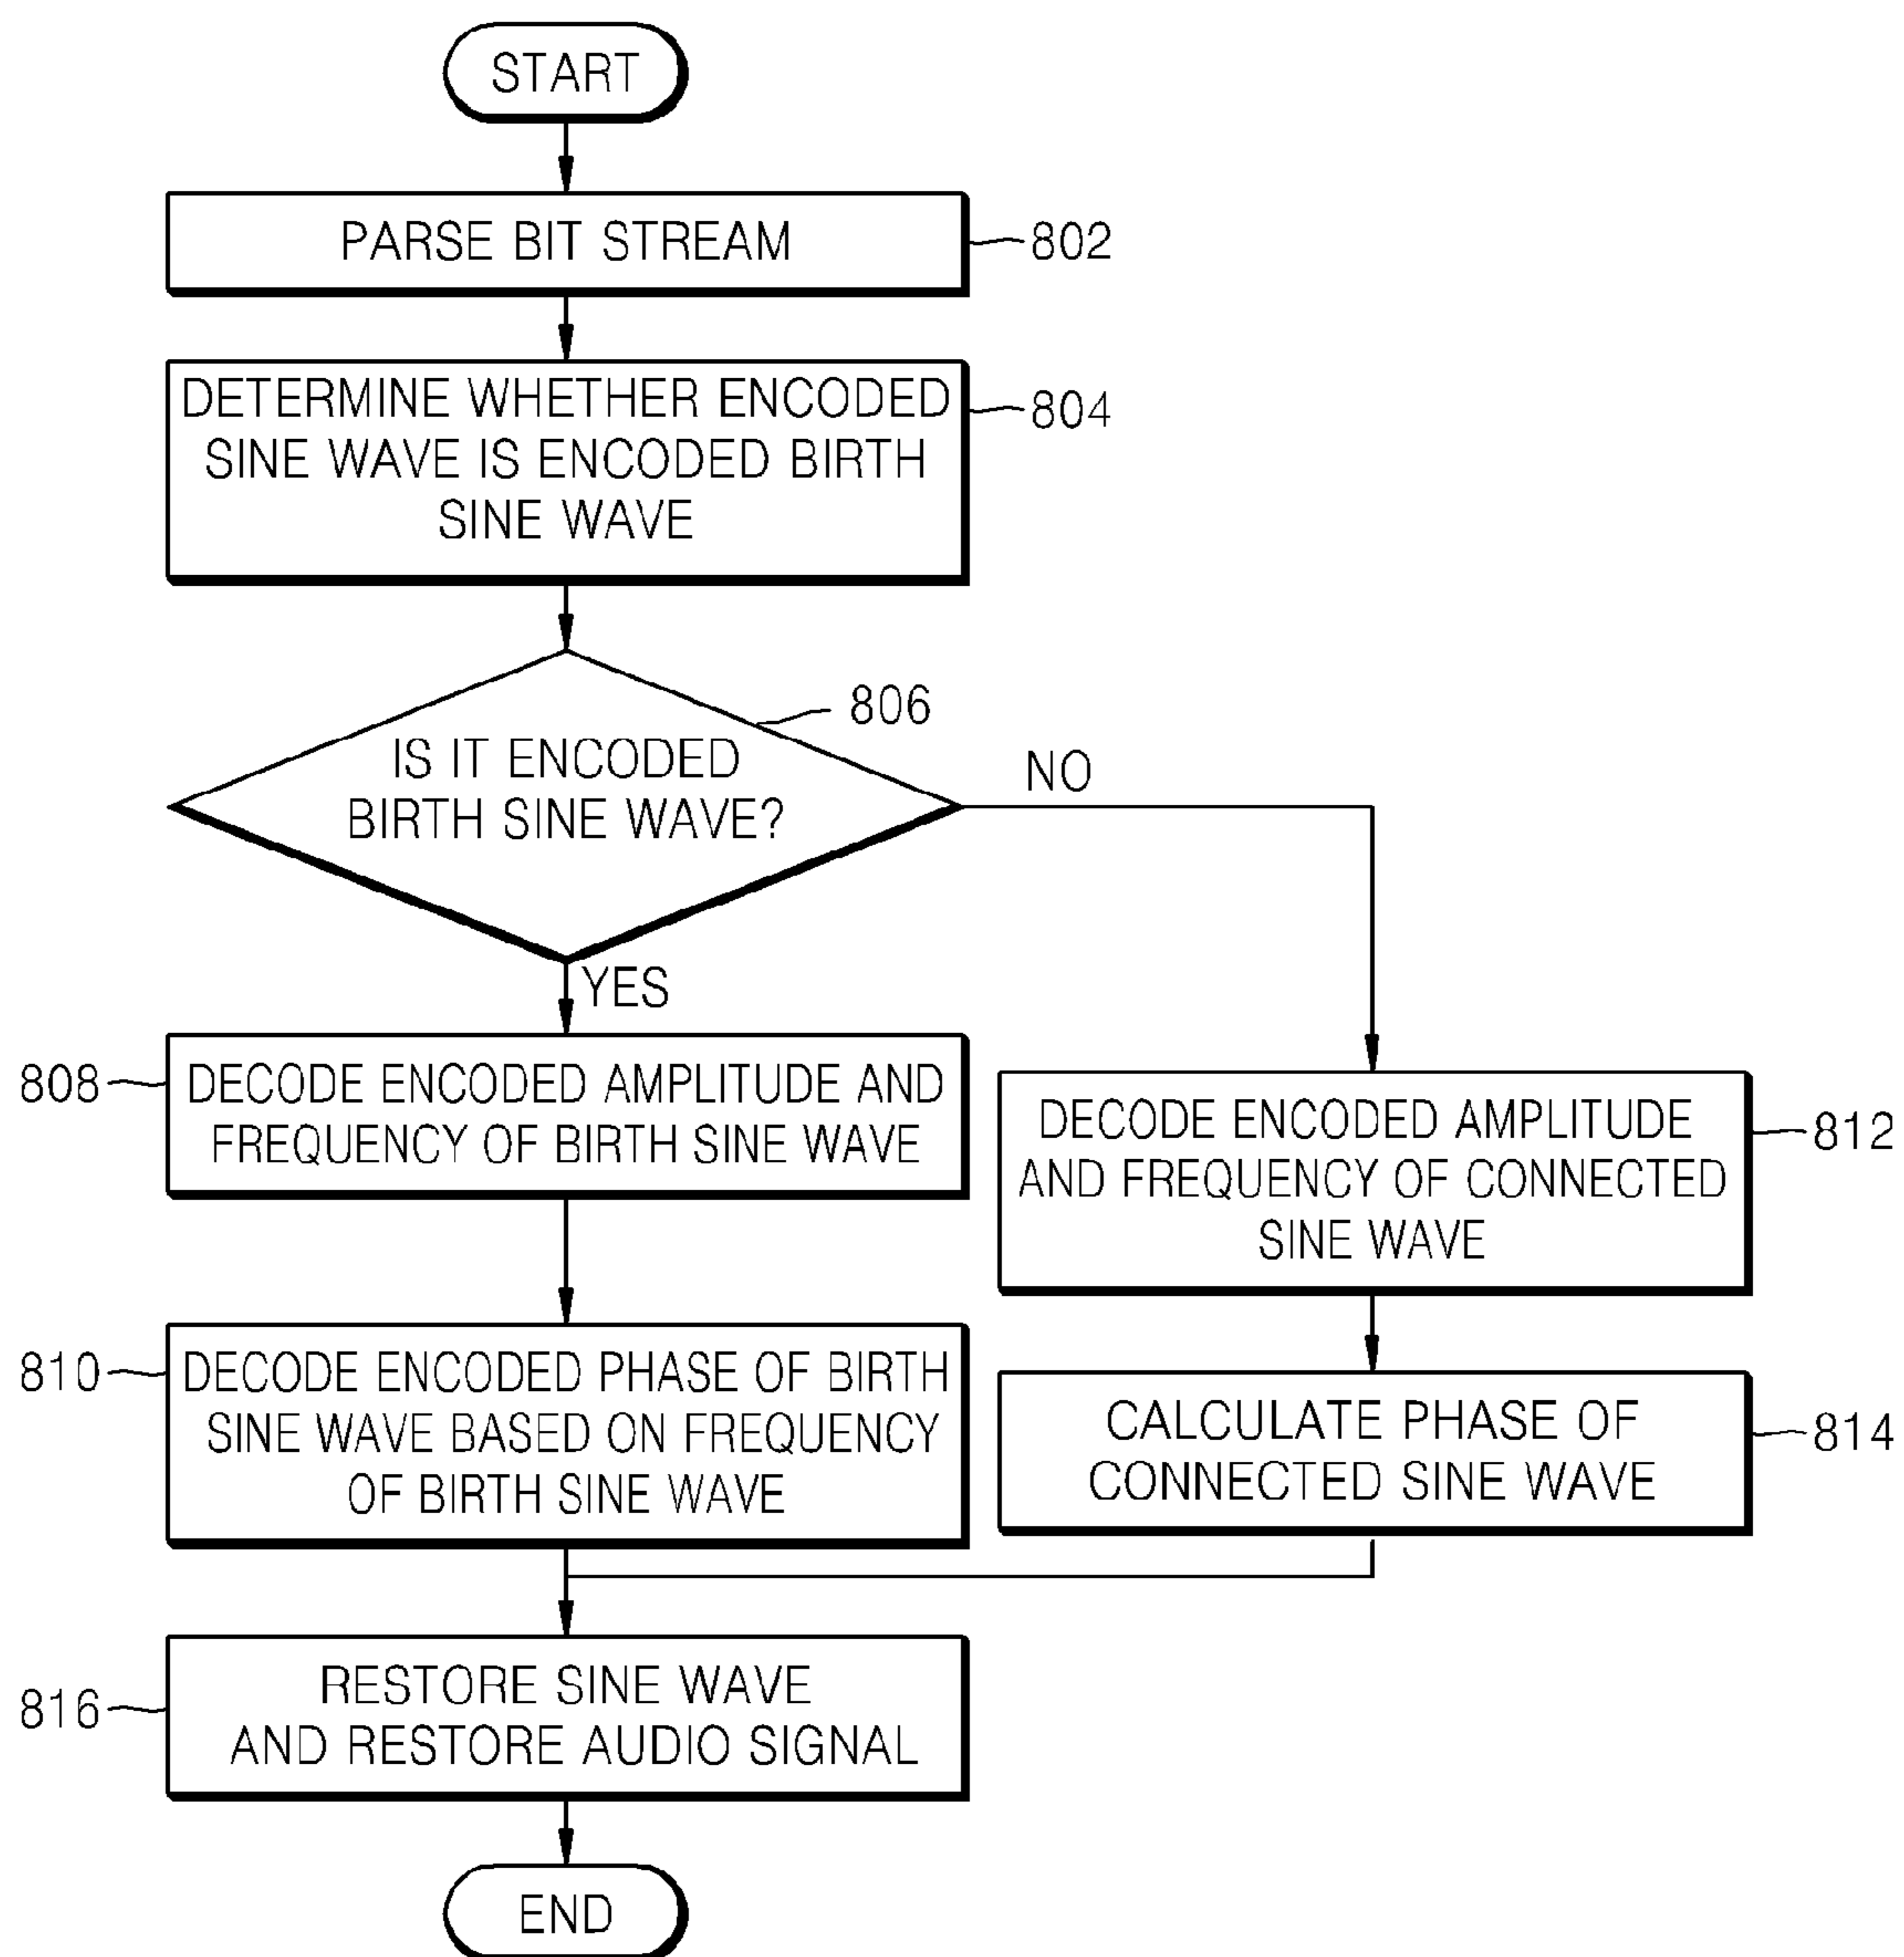 START
PARSE BIT STREAM
802
DETERMINE WHETHER ENCODED
SINE WAVE IS ENCODED BIRTH
SINE WAVE
804
806
IS IT ENCODED
BIRTH SINE WAVE?
NO
YES
808
DECODE ENCODED AMPLITUDE AND
FREQUENCY OF BIRTH SINE WAVE
DECODE ENCODED AMPLITUDE
AND FREQUENCY OF CONNECTED
SINE WAVE
812
810
DECODE ENCODED PHASE OF BIRTH
SINE WAVE BASED ON FREQUENCY
OF BIRTH SINE WAVE
CALCULATE PHASE OF
CONNECTED SINE WAVE
814
816
RESTORE SINE WAVE
AND RESTORE AUDIO SIGNAL
END